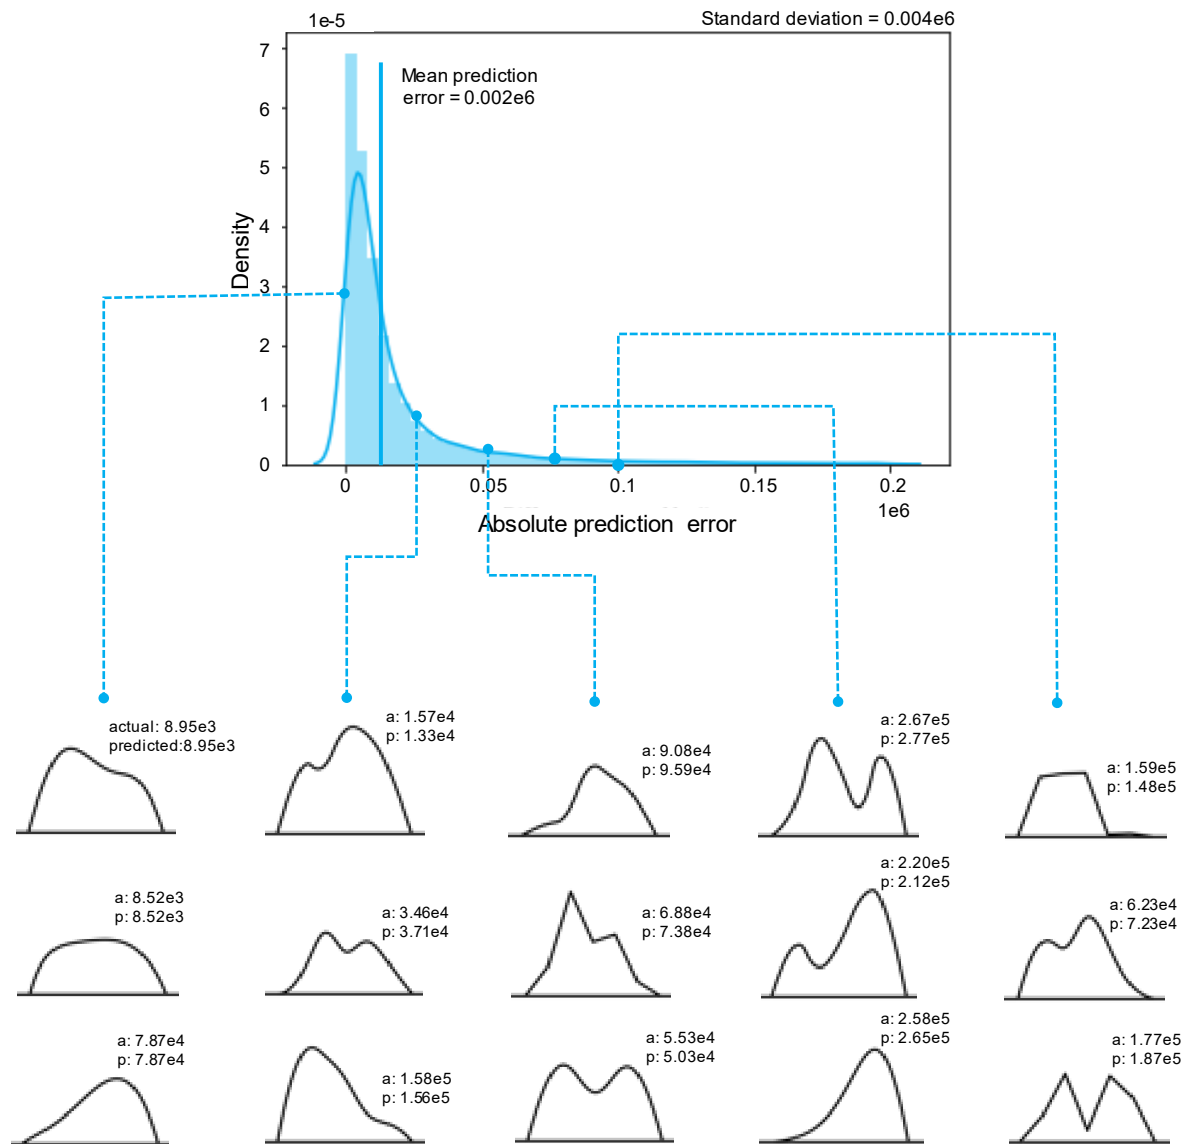 1e-5
Standard deviation = 0.004e6
7
Mean prediction
error = 0.002e6
6
5
4
3
2
1
0
Density
0
0.05
0.1
0.15
0.2
1e6
Absolute prediction error
actual: 8.95e3
predicted:8.95e3
a: 1.57e4
p: 1.33e4
a: 9.08e4
p: 9.59e4
a: 2.67e5
p: 2.77e5
a: 1.59e5
p: 1.48e5
a: 8.52e3
p: 8.52e3
a: 3.46e4
p: 3.71e4
a: 6.88e4
p: 7.38e4
a: 2.20e5
p: 2.12e5
a: 6.23e4
p: 7.23e4
a: 7.87e4
p: 7.87e4
a: 1.58e5
p: 1.56e5
a: 5.53e4
p: 5.03e4
a: 2.58e5
p: 2.65e5
a: 1.77e5
p: 1.87e5